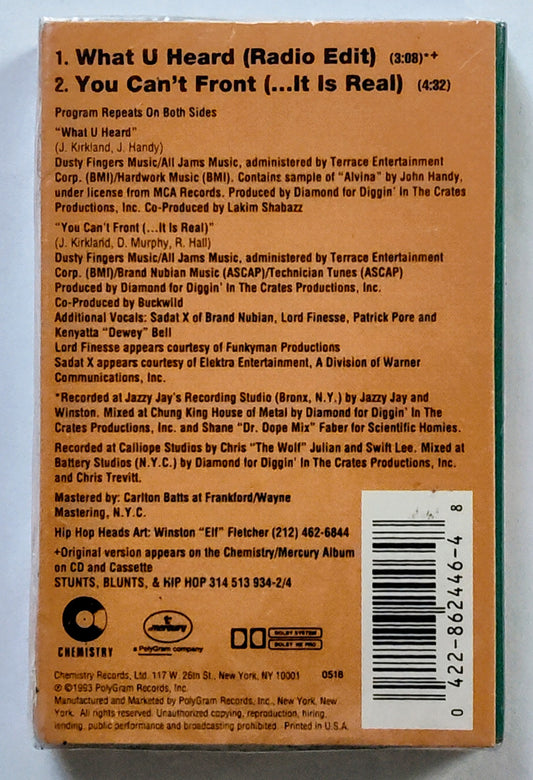 1. What U Heard (Radio Edit) (3:08)*+
2. You Can't Front (...It Is Real) (4:32)
Program Repeats On Both Sides
"What U Heard"
(J. Kirkland, J. Handy)
Dusty Fingers Music/All Jams Music, administered by Terrace Entertainment
Corp. (BMI)/Hardwork Music (BMI). Contains sample of "Alvina" by John Handy,
under license from MCA Records. Produced by Diamond for Diggin' In The Crates
Productions, Inc. Co-Produced by Lakim Shabazz
"You Can't Front (...It Is Real)"
(J. Kirkland, D. Murphy, R. Hall)
Dusty Fingers Music/All Jams Music, administered by Terrace Entertainment
Corp. (BMI)/Brand Nubian Music (ASCAP)/Technician Tunes (ASCAP)
Produced by Diamond for Diggin' In The Crates Productions, Inc.
Co-Produced by Buckwild
Additional Vocals: Sadat X of Brand Nubian, Lord Finesse, Patrick Pore and
Kenyatta "Dewey" Bell
Lord Finesse appears courtesy of Funkyman Productions
Sadat X appears courtesy of Elektra Entertainment, A Division of Warner
Communications, Inc.
*Recorded at Jazzy Jay's Recording Studio (Bronx, N.Y.) by Jazzy Jay and
Winston. Mixed at Chung King House of Metal by Diamond for Diggin' In The
Crates Productions, Inc. and Shane "Dr. Dope Mix" Faber for Scientific Homies.
Recorded at Calliope Studios by Chris "The Wolf" Julian and Swift Lee. Mixed at
Battery Studios (N.Y.C.) by Diamond for Diggin' In The Crates Productions, Inc.
and Chris Trevitt.
Mastered by: Carlton Batts at Frankford/Wayne
Mastering, N.Y.C.
Hip Hop Heads Art: Winston "Elf" Fletcher (212) 462-6844
+Original version appears on the Chemistry/Mercury Album
on CD and Cassette
STUNTS, BLUNTS, & HIP HOP 314 513 934-2/4
CHEMISTRY
mercury
a PolyGram company
DOLBY SYSTEM
DOLBY HX PRO
Chemistry Records, Ltd. 117 W. 26th St., New York, NY 10001 0518
℗ ©1993 PolyGram Records, Inc.
Manufactured and Marketed by PolyGram Records, Inc., New York, New
York. All rights reserved. Unauthorized copying, reproduction, hiring,
lending, public performance and broadcasting prohibited. Printed in U.S.A.
0 422-862446-4 8